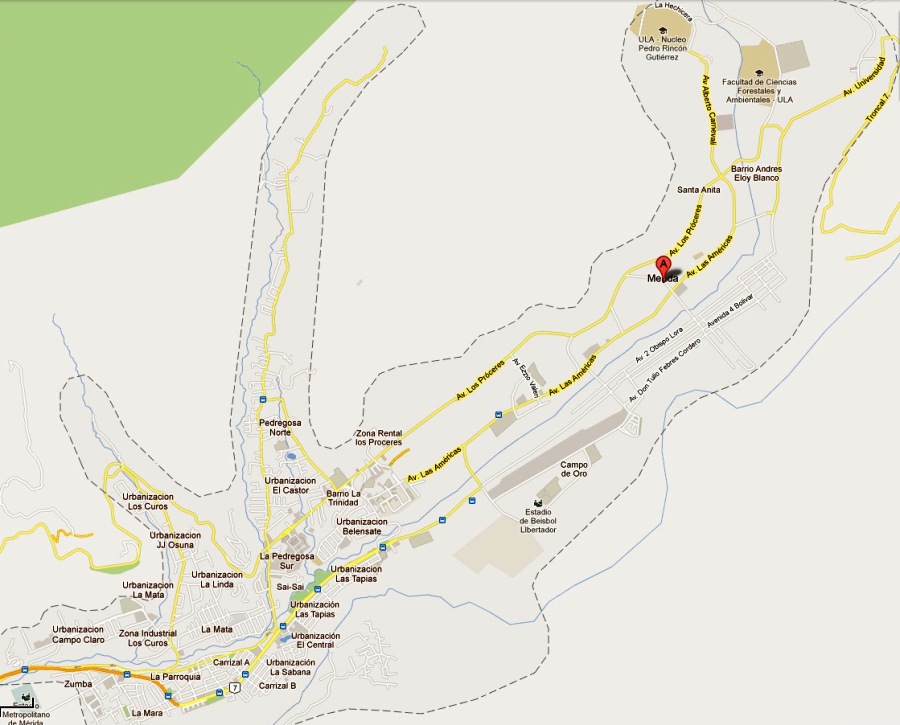 La Hechicera
ULA - Nucleo
Pedro Rincón
Gutiérrez
Av. Alberto Carnevali
Facultad de Ciencias
Forestales y
Ambientales - ULA
Av. Universidad
Troncal 7
Barrio Andres
Eloy Blanco
Santa Anita
Av. Los Próceres
Av. Las Américas
A
Merida
Avenida 4 Bolivar
Av. 2 Obispo Lora
Av. Don Tulio Febres Cordero
Av. Los Próceres
Av Ezzo Valeri
Av. Las Américas
Pedregosa
Norte
Zona Rental
los Proceres
Av. Las Américas
Urbanizacion
El Castor
Barrio La
Trinidad
Campo
de Oro
Urbanizacion
Los Curos
Urbanizacion
Belensate
Estadio
de Beisbol
Libertador
Urbanizacion
JJ Osuna
La Pedregosa
Sur
Urbanizacion
La Linda
Urbanizacion
Las Tapias
Urbanizacion
La Mata
Sai-Sai
Urbanización
Las Tapias
Urbanizacion
Campo Claro
Zona Industrial
Los Curos
La Mata
Urbanización
El Central
Carrizal A
Urbanización
La Sabana
Zumba
La Parroquia
7
Carrizal B
La Mara
Estadio
Metropolitano
de Mérida